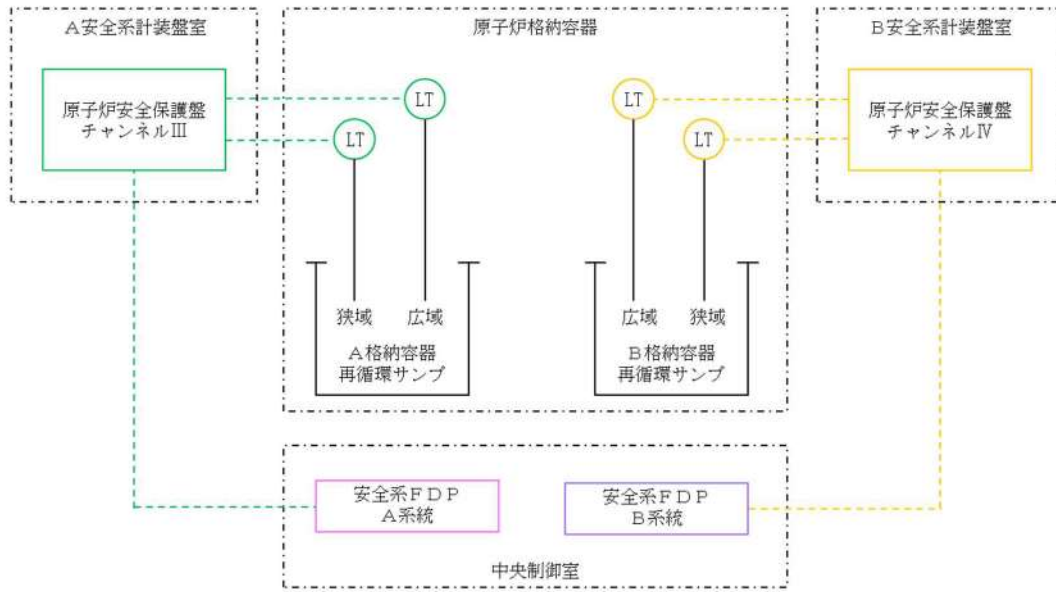 A安全系計装盤室
原子炉格納容器
B安全系計装盤室
原子炉安全保護盤
チャンネルⅢ
LT
LT
LT
LT
原子炉安全保護盤
チャンネルⅣ
狭域
広域
広域
狭域
A格納容器
再循環サンプ
B格納容器
再循環サンプ
安全系FDP
A系統
安全系FDP
B系統
中央制御室